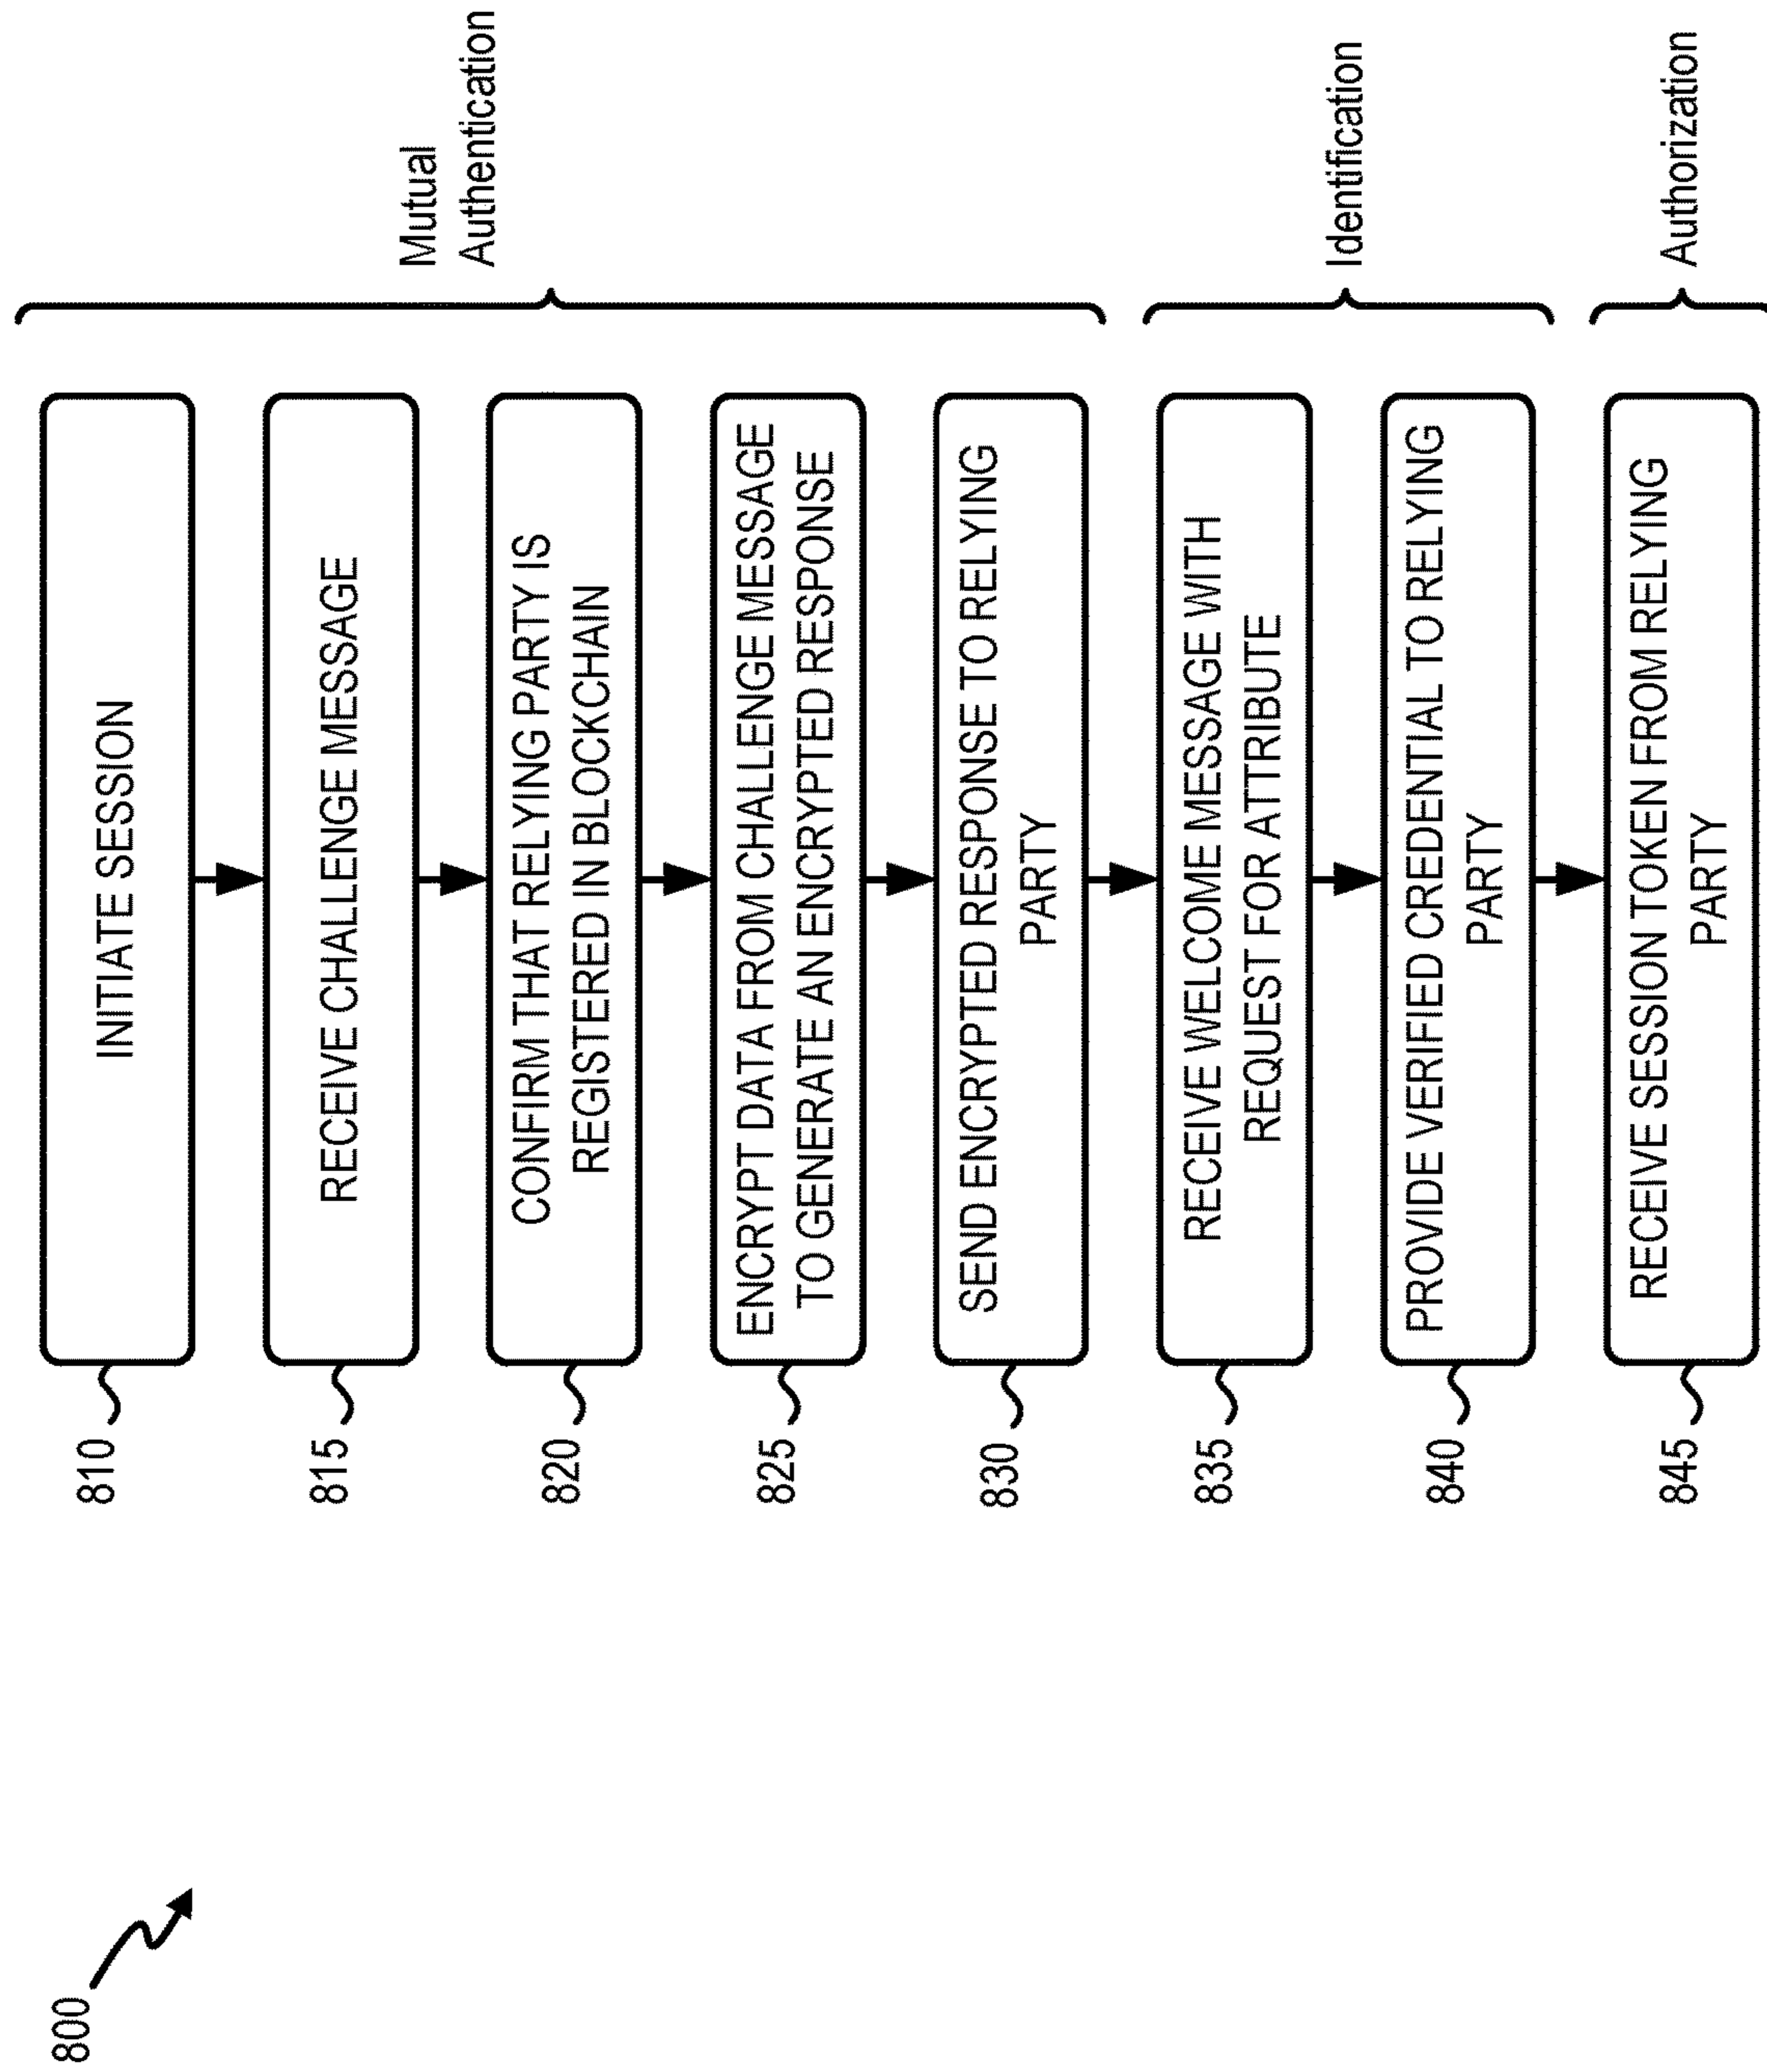 800
810
INITIATE SESSION
815
RECEIVE CHALLENGE MESSAGE
820
CONFIRM THAT RELYING PARTY IS
REGISTERED IN BLOCKCHAIN
825
ENCRYPT DATA FROM CHALLENGE MESSAGE
TO GENERATE AN ENCRYPTED RESPONSE
830
SEND ENCRYPTED RESPONSE TO RELYING
PARTY
Mutual
Authentication
835
RECEIVE WELCOME MESSAGE WITH
REQUEST FOR ATTRIBUTE
840
PROVIDE VERIFIED CREDENTIAL TO RELYING
PARTY
Identification
845
RECEIVE SESSION TOKEN FROM RELYING
PARTY
Authorization